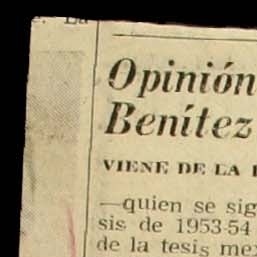 Opinión
Benítez
VIENE DE LA
—quien se sig
sis de 1953-54
de la tesis mex